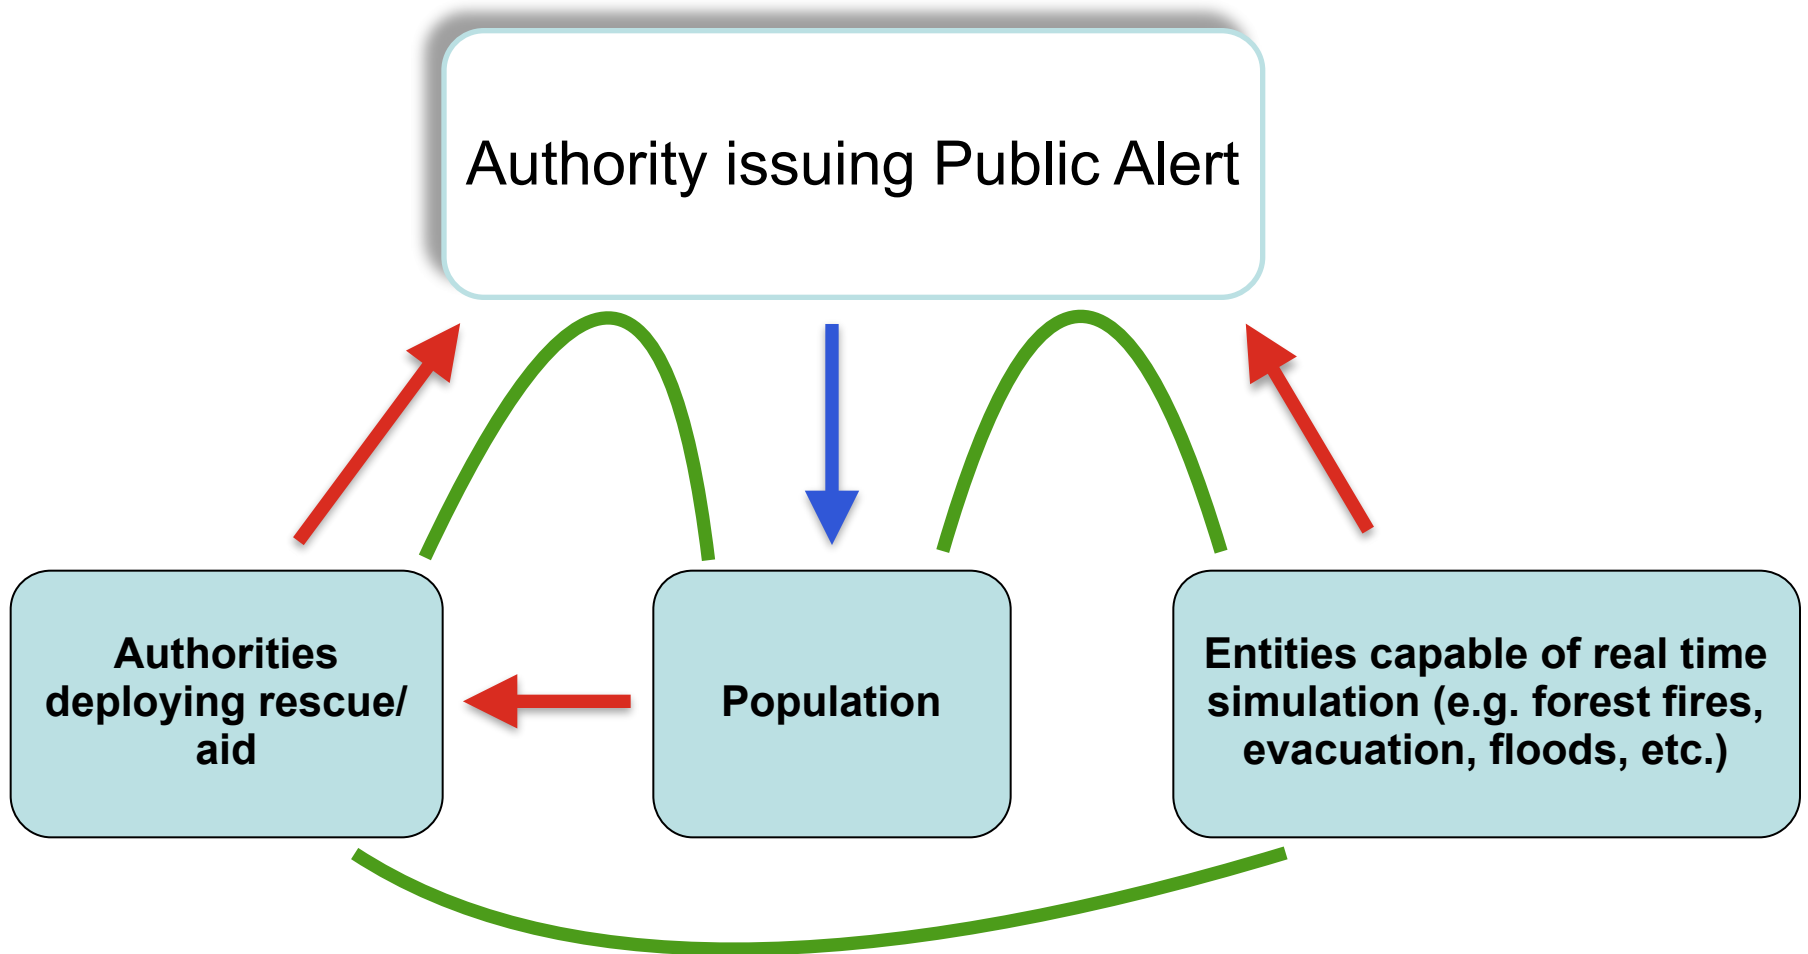 Authority issuing Public Alert
Authorities
deploying rescue/
aid
Population
Entities capable of real time
simulation (e.g. forest fires,
evacuation, floods, etc.)